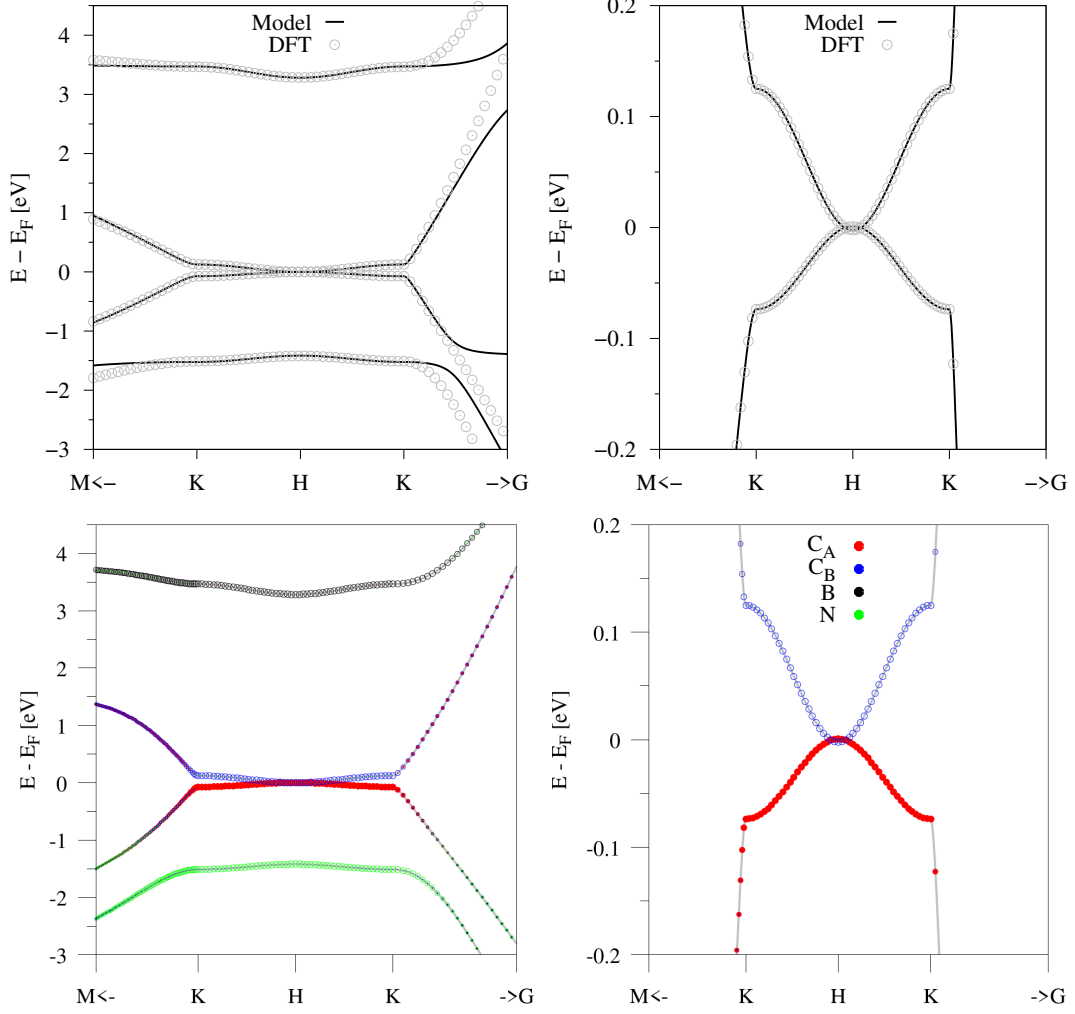 Model
DFT
E − E_F [eV]
4
3
2
1
0
−1
−2
−3
M<− K H K −>G
Model
DFT
E − E_F [eV]
0.2
0.1
0
−0.1
−0.2
M<− K H K −>G
E - E_F [eV]
4
3
2
1
0
-1
-2
-3
M<- K H K ->G
C_A
C_B
B
N
E - E_F [eV]
0.2
0.1
0
-0.1
-0.2
M<- K H K ->G